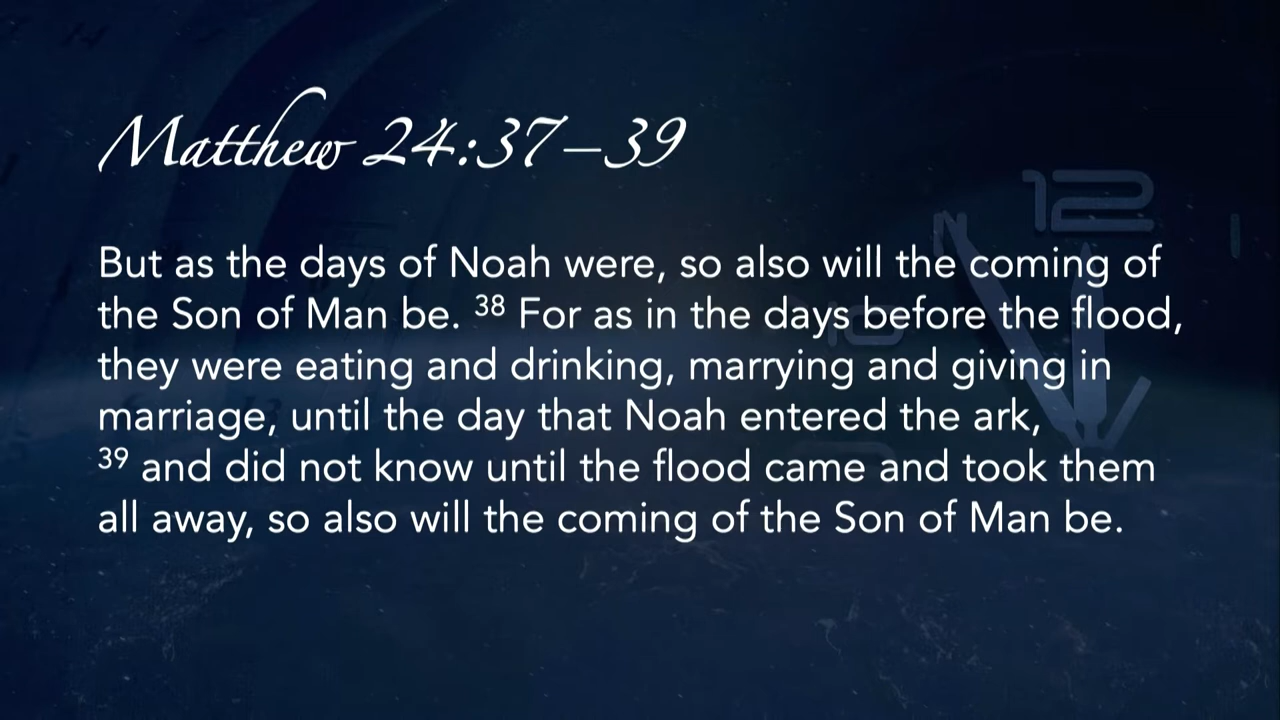 Matthew 24:37–39
But as the days of Noah were, so also will the coming of
the Son of Man be. 38 For as in the days before the flood,
they were eating and drinking, marrying and giving in
marriage, until the day that Noah entered the ark,
39 and did not know until the flood came and took them
all away, so also will the coming of the Son of Man be.
12
10